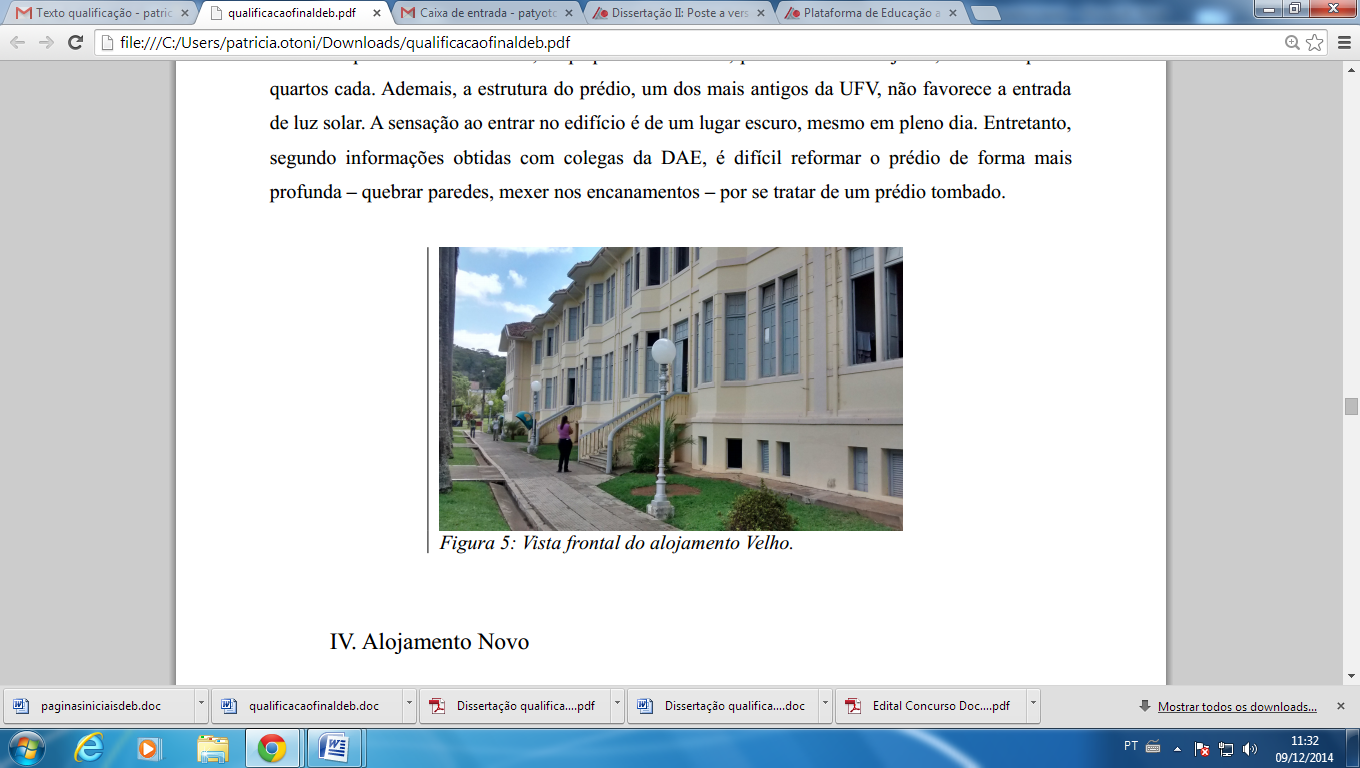 Texto qualificação - patric
qualificacaofinaldeb.pdf
Caixa de entrada - patyoto
Dissertação II: Poste a vers
Plataforma de Educação a
file:///C:/Users/patricia.otoni/Downloads/qualificacaofinaldeb.pdf
quartos cada. Ademais, a estrutura do prédio, um dos mais antigos da UFV, não favorece a entrada
de luz solar. A sensação ao entrar no edifício é de um lugar escuro, mesmo em pleno dia. Entretanto,
segundo informações obtidas com colegas da DAE, é difícil reformar o prédio de forma mais
profunda – quebrar paredes, mexer nos encanamentos – por se tratar de um prédio tombado.
Figura 5: Vista frontal do alojamento Velho.
IV. Alojamento Novo
paginasiniciaisdeb.doc
qualificacaofinaldeb.doc
Dissertação qualifica....pdf
Dissertação qualifica....doc
Edital Concurso Doc....pdf
Mostrar todos os downloads...
PT
11:32
09/12/2014